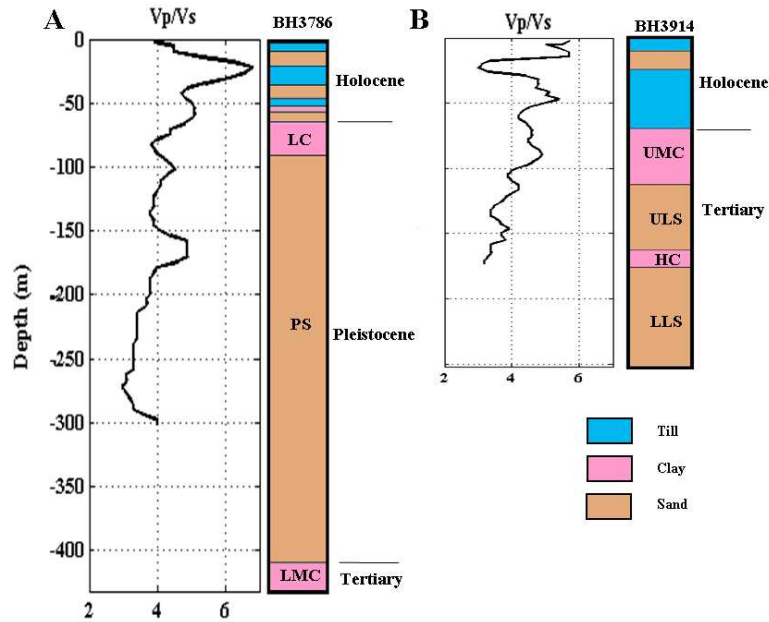 A
Vp/Vs
BH3786
0
-50
-100
-150
-200
-250
-300
-350
-400
Depth (m)
2
4
6
LC
PS
LMC
Holocene
Pleistocene
Tertiary
B
Vp/Vs
BH3914
2
4
6
UMC
ULS
HC
LLS
Holocene
Tertiary
Till
Clay
Sand